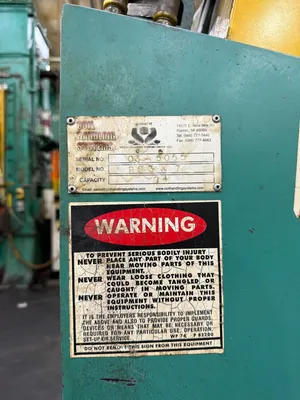 COIL
HANDLING
SYSTEMS
SERIAL NO.
MODEL NO.
CAPACITY
WARNING
TO PREVENT SERIOUS BODILY INJURY
NEVER PLACE ANY PART OF YOUR BODY
NEAR MOVING PARTS OF THIS
EQUIPMENT.
NEVER WEAR LOOSE CLOTHING THAT
COULD BECOME TANGLED OR
CAUGHT IN MOVING PARTS.
NEVER OPERATE OR MAINTAIN THIS
EQUIPMENT WITHOUT PROPER
INSTRUCTIONS.
IT IS THE EMPLOYERS RESPONSIBILITY TO IMPLEMENT
THE ABOVE AND ALSO TO PROVIDE PROPER GUARDS,
DEVICES OR MEANS THAT MAY BE NECESSARY OR
REQUIRED FOR ANY PARTICULAR USE, OPERATION,
SET-UP OR SERVICE.
DO NOT REMOVE THIS SIGN FROM THIS EQUIPMENT